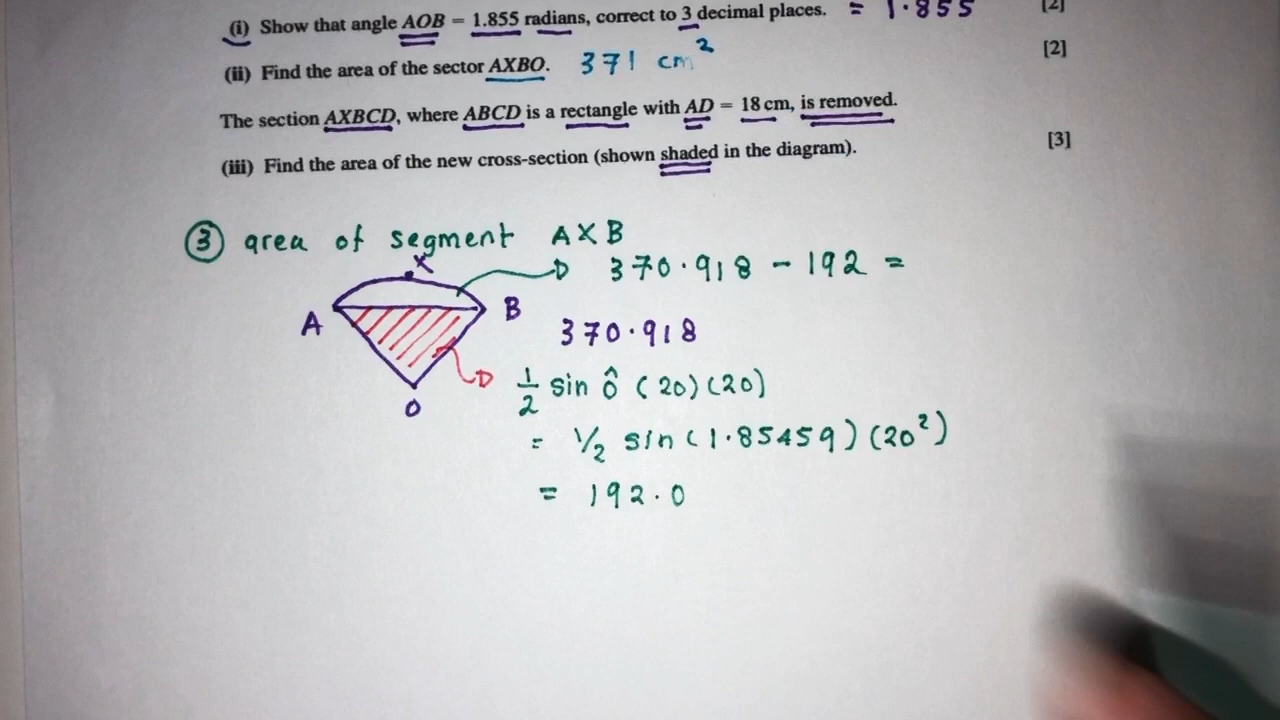 (i) Show that angle AOB = 1.855 radians, correct to 3 decimal places. = 1.855 [2]
(ii) Find the area of the sector AXBO. 371 cm² [2]
The section AXBCD, where ABCD is a rectangle with AD = 18 cm, is removed.
(iii) Find the area of the new cross-section (shown shaded in the diagram). [3]
③ area of segment AXB
X
370.918 - 192 =
A
B
370.918
O
1/2 sin ô (20)(20)
= 1/2 sin(1.85459)(20²)
= 192.0